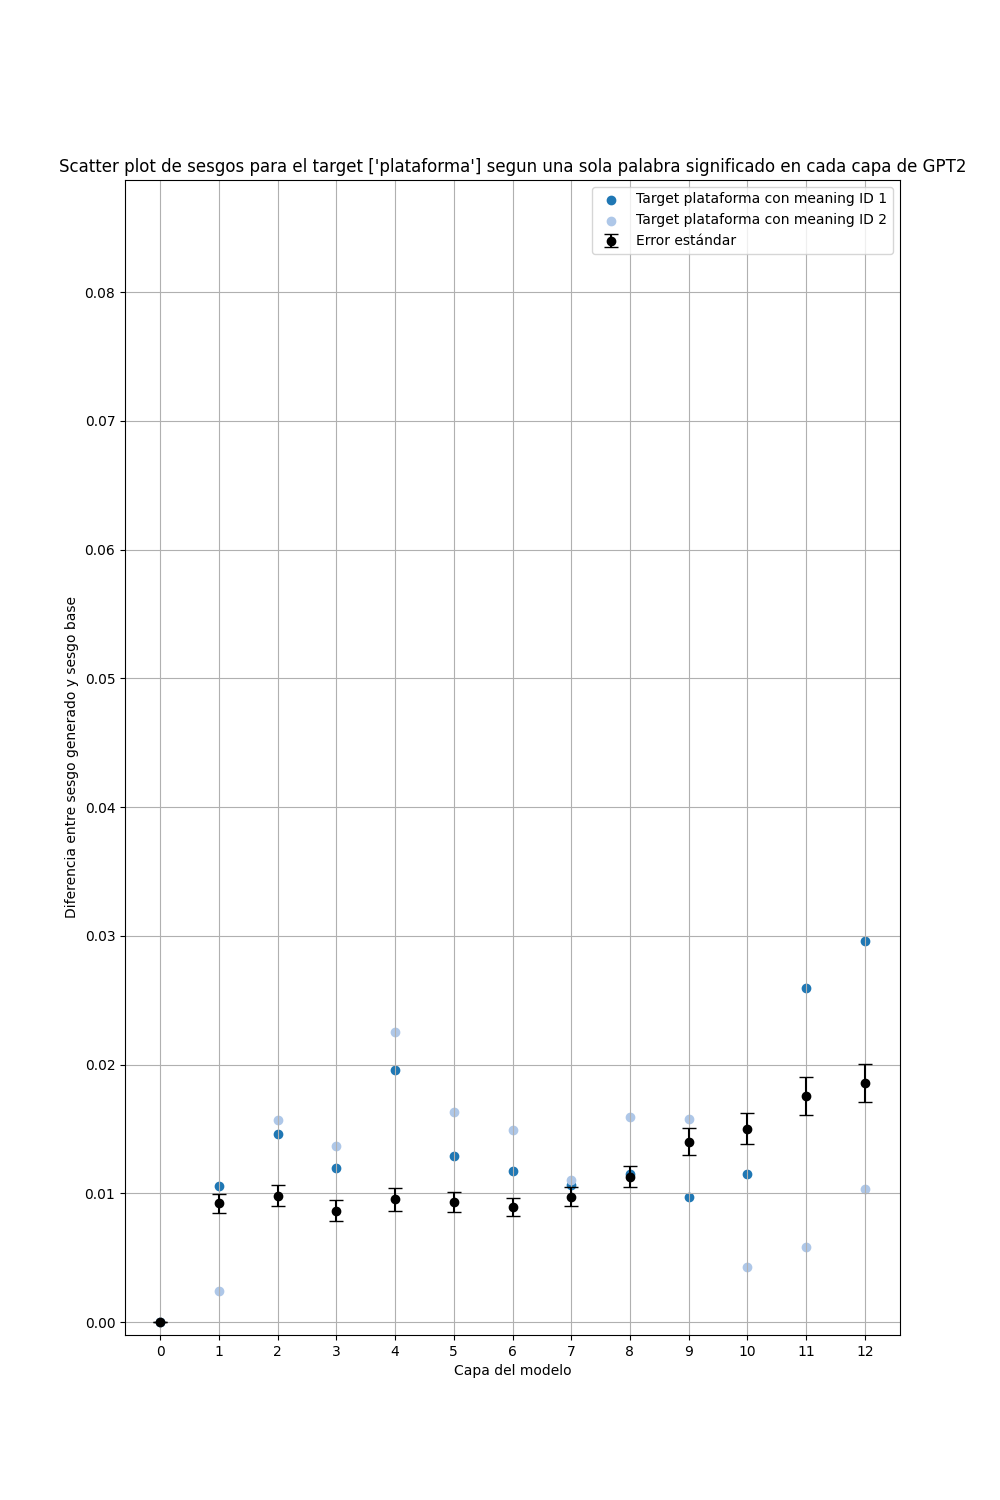 Scatter plot de sesgos para el target ['plataforma'] segun una sola palabra significado en cada capa de GPT2
Target plataforma con meaning ID 1
Target plataforma con meaning ID 2
Error estándar
0.08
0.07
0.06
0.05
0.04
0.03
0.02
0.01
0.00
Diferencia entre sesgo generado y sesgo base
0 1 2 3 4 5 6 7 8 9 10 11 12
Capa del modelo